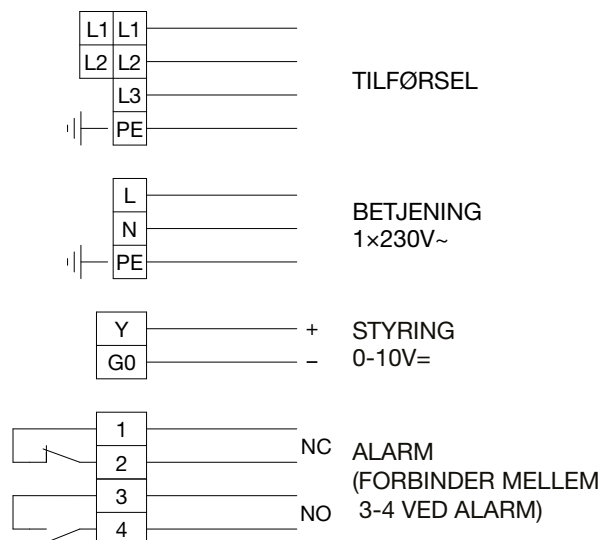 L1 L1
L2 L2
L3
PE
TILFØRSEL
L
N
PE
BETJENING
1×230V~
Y
G0
+
–
STYRING
0-10V=
1
2
3
4
NC
NO
ALARM
(FORBINDER MELLEM
3-4 VED ALARM)